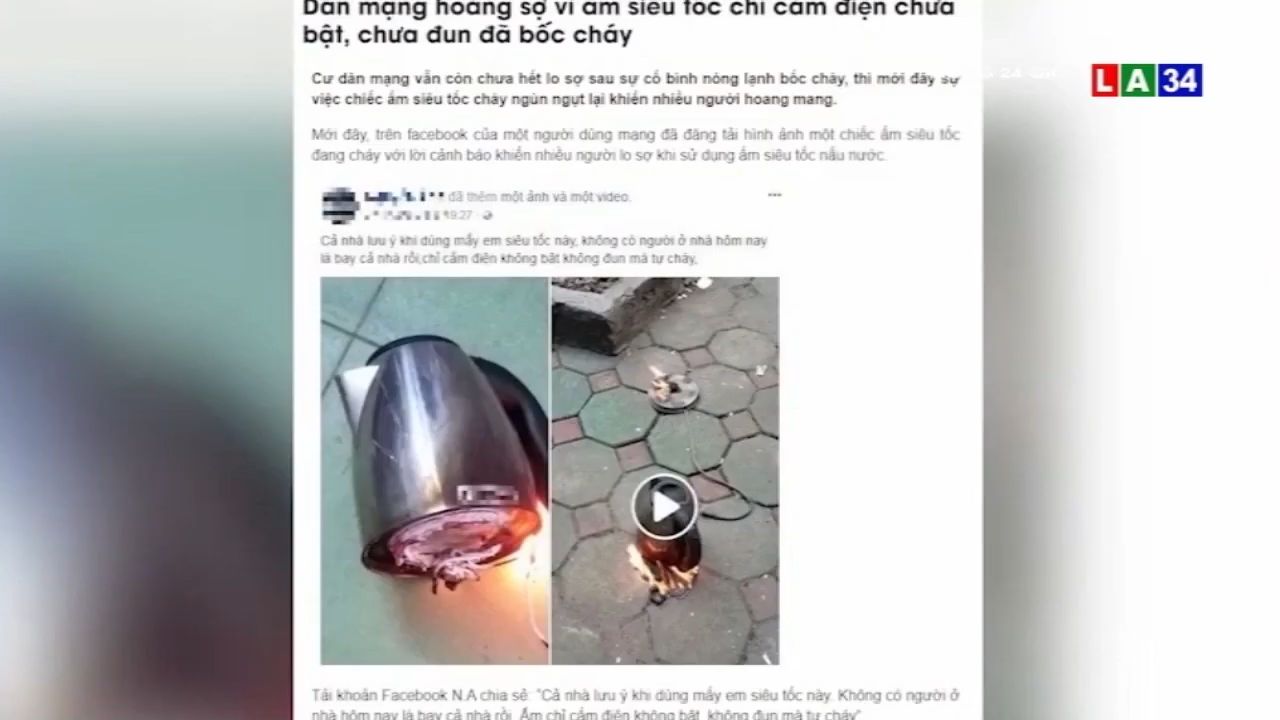 Dân mạng hoảng sợ vì ấm siêu tốc chỉ cắm điện chưa
bật, chưa đun đã bốc cháy
LA34
Cư dân mạng vẫn còn chưa hết lo sợ sau sự cố bình nóng lạnh bốc cháy, thì mới đây sự
việc chiếc ấm siêu tốc cháy ngùn ngụt lại khiến nhiều người hoang mang.
Mới đây, trên facebook của một người dùng mạng đã đăng tải hình ảnh một chiếc ấm siêu tốc
đang cháy với lời cảnh báo khiến nhiều người lo sợ khi sử dụng ấm siêu tốc nấu nước.
đã thêm một ảnh và một video.
19:27
Cả nhà lưu ý khi dùng mấy em siêu tốc này, không có người ở nhà hôm nay
là bay cả nhà rồi,chỉ cắm điện không bật không đun mà tự cháy,
Tài khoản Facebook N.A chia sẻ: "Cả nhà lưu ý khi dùng mấy em siêu tốc này. Không có người ở
nhà hôm nay là bay cả nhà rồi. Ấm chỉ cắm điện không bật, không đun mà tự cháy"